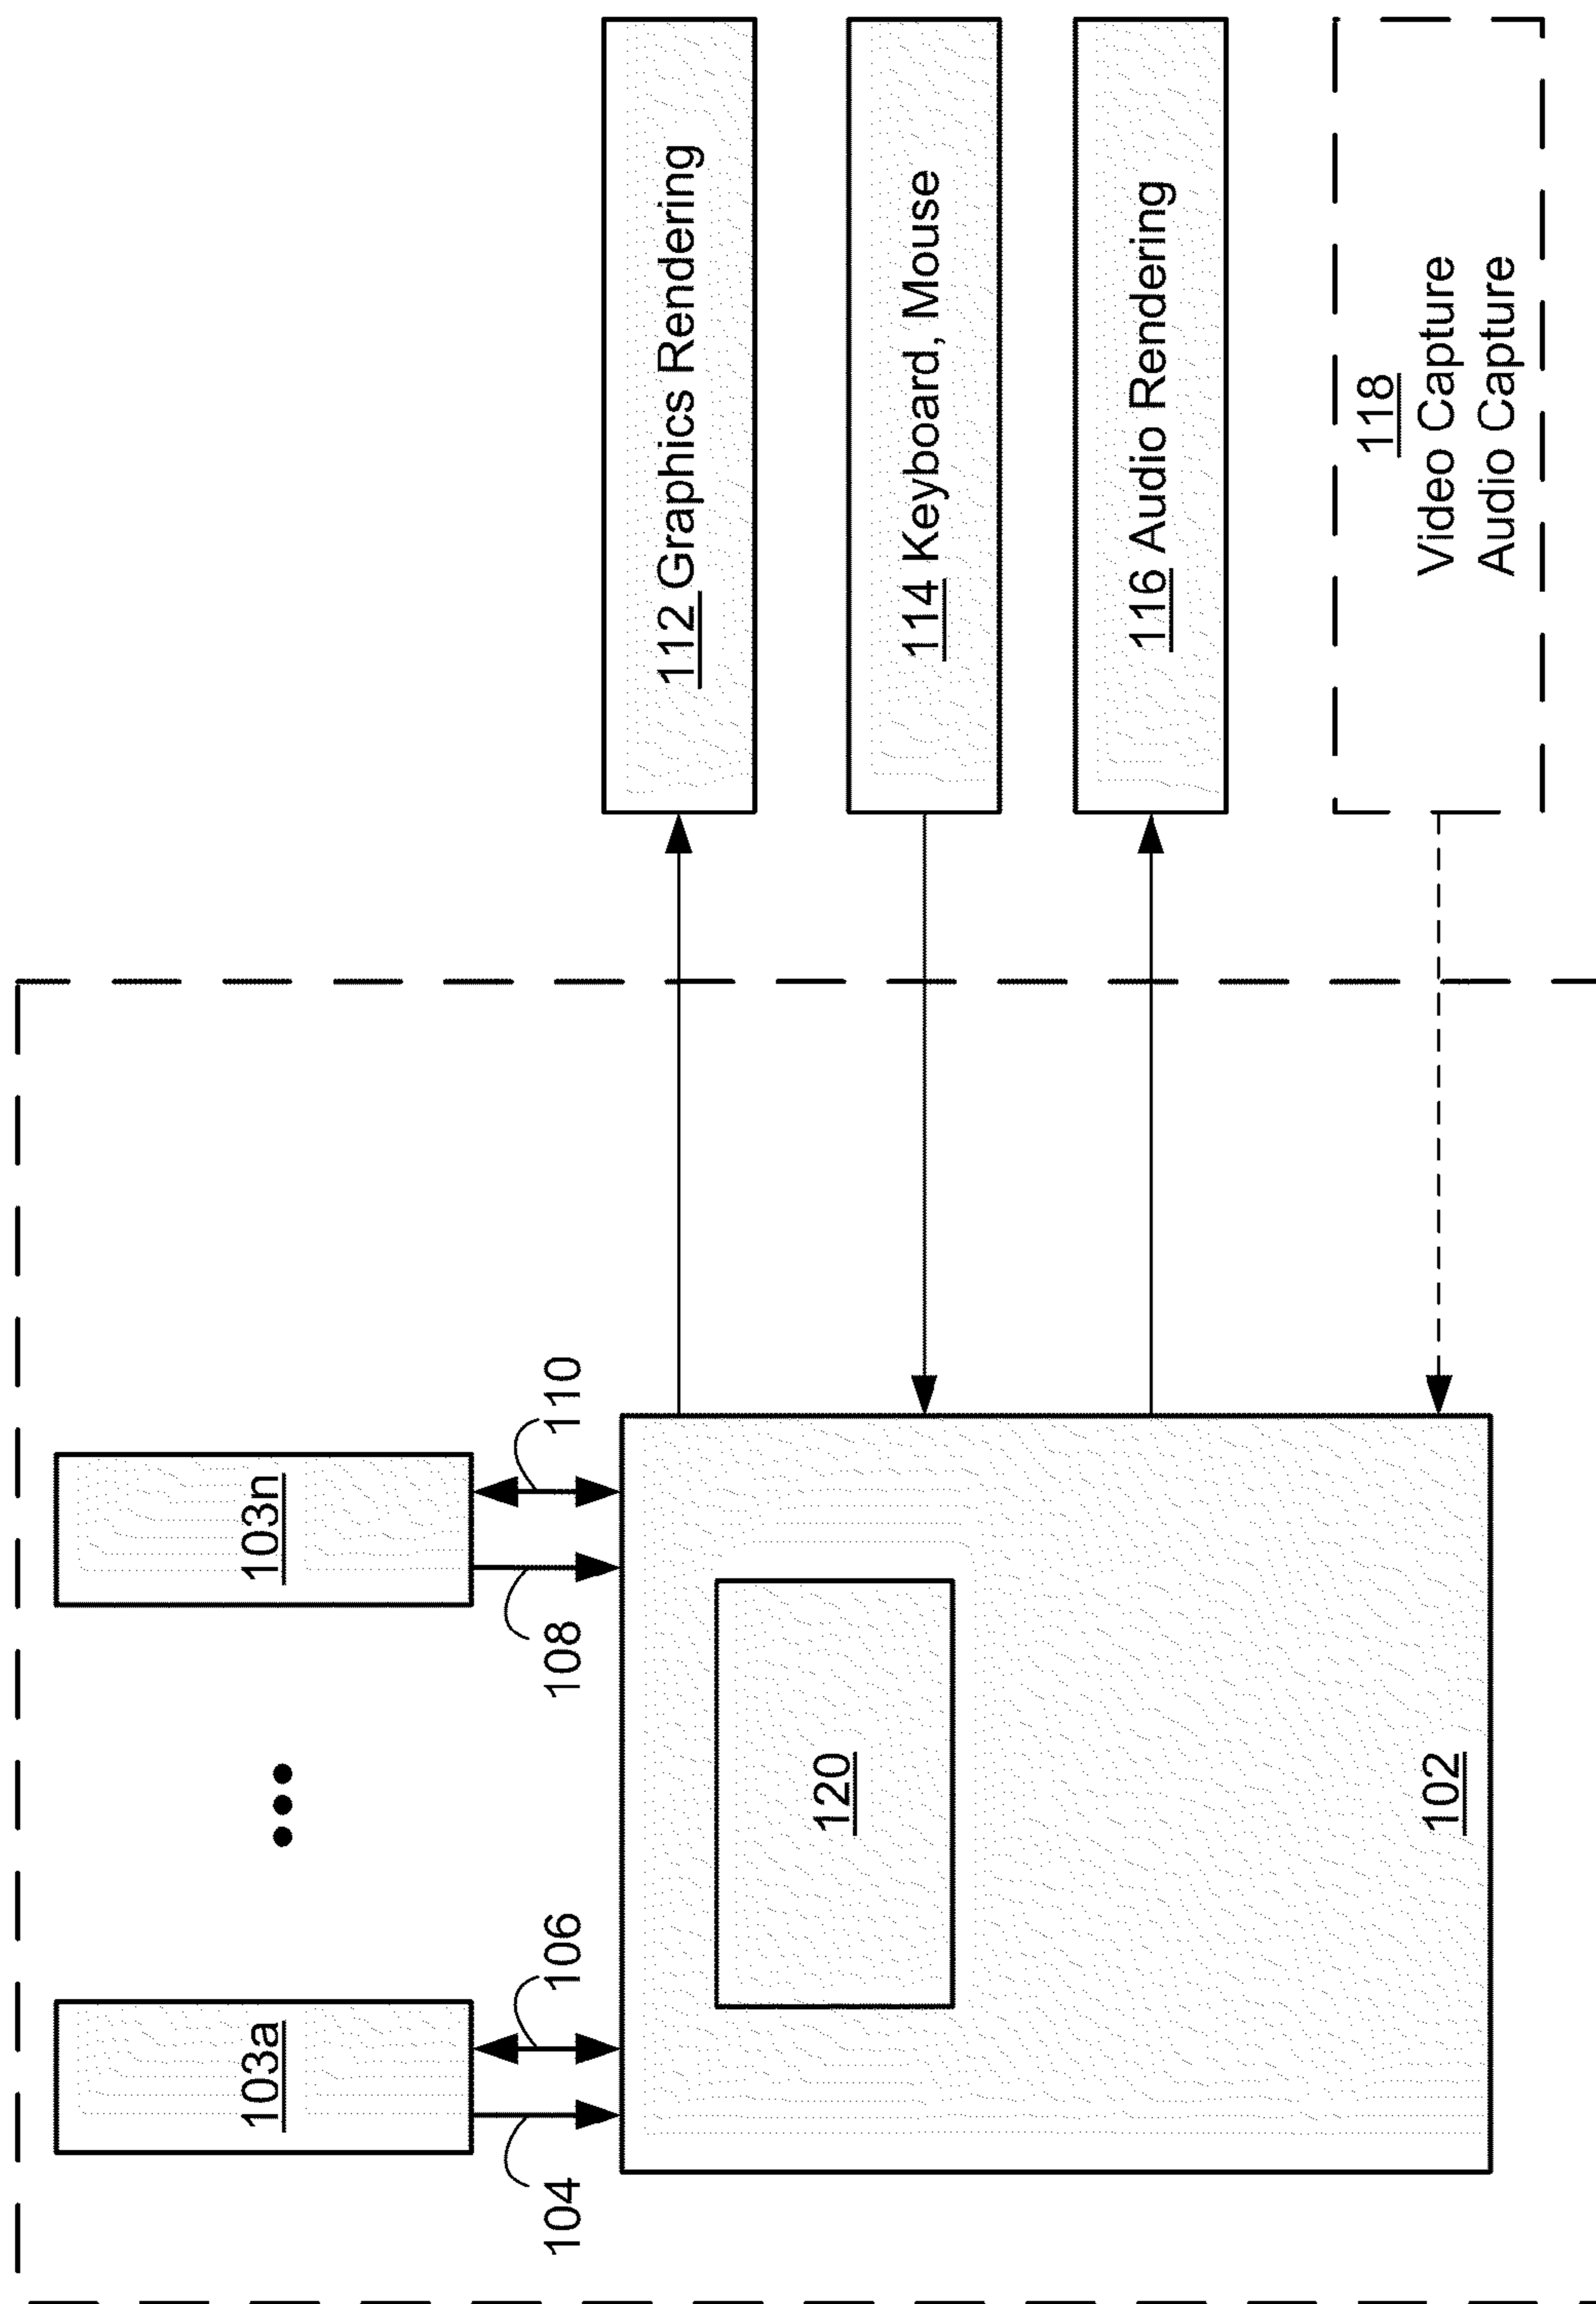 103a
103n
104
106
108
110
120
102
112 Graphics Rendering
114 Keyboard, Mouse
116 Audio Rendering
118
Video Capture
Audio Capture